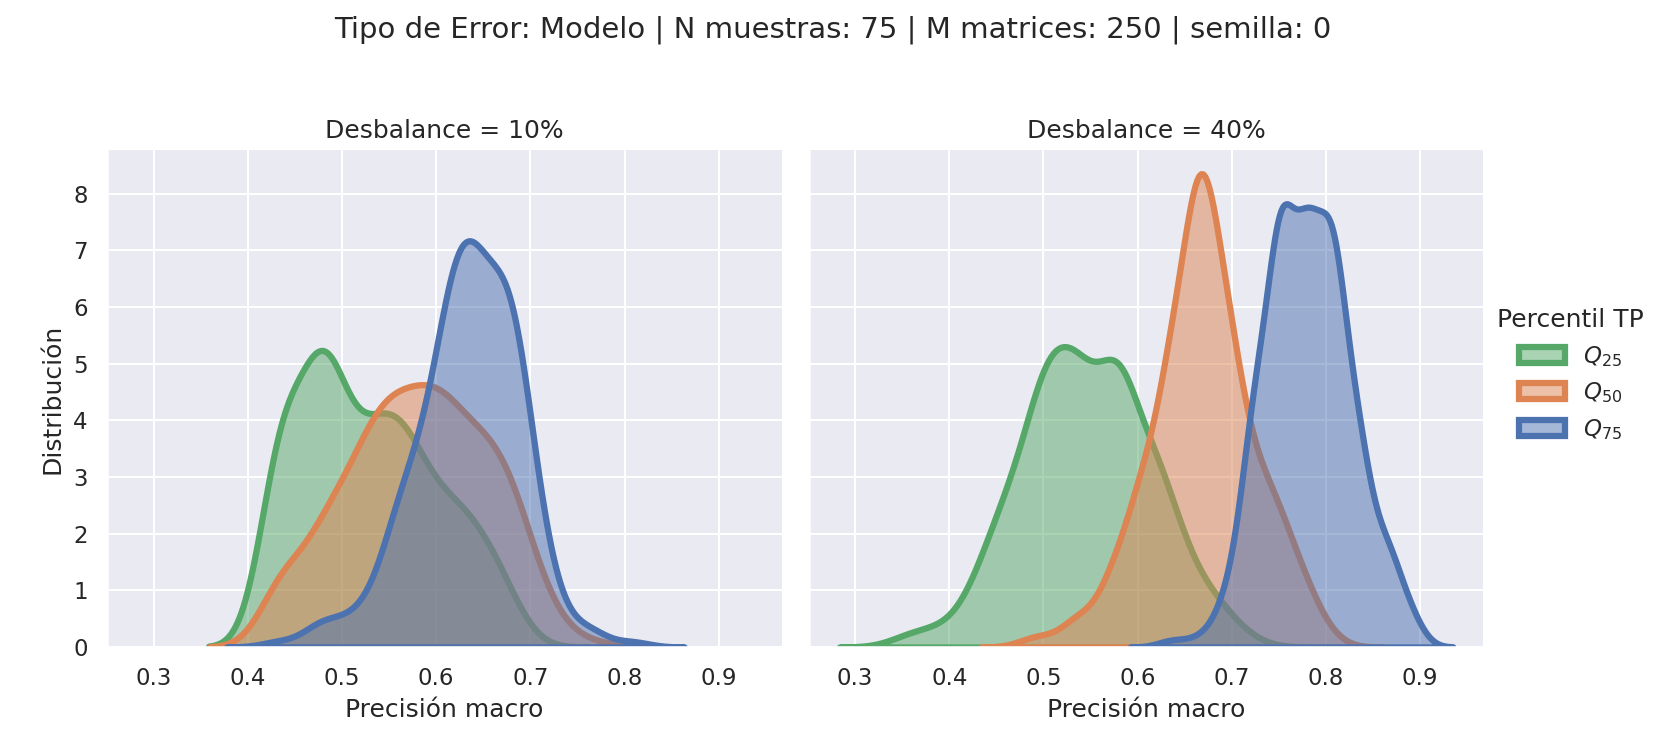 Tipo de Error: Modelo | N muestras: 75 | M matrices: 250 | semilla: 0
Desbalance = 10%
Desbalance = 40%
Distribución
8
7
6
5
4
3
2
1
0
0.3 0.4 0.5 0.6 0.7 0.8 0.9
0.3 0.4 0.5 0.6 0.7 0.8 0.9
Precisión macro
Precisión macro
Percentil TP
Q25
Q50
Q75